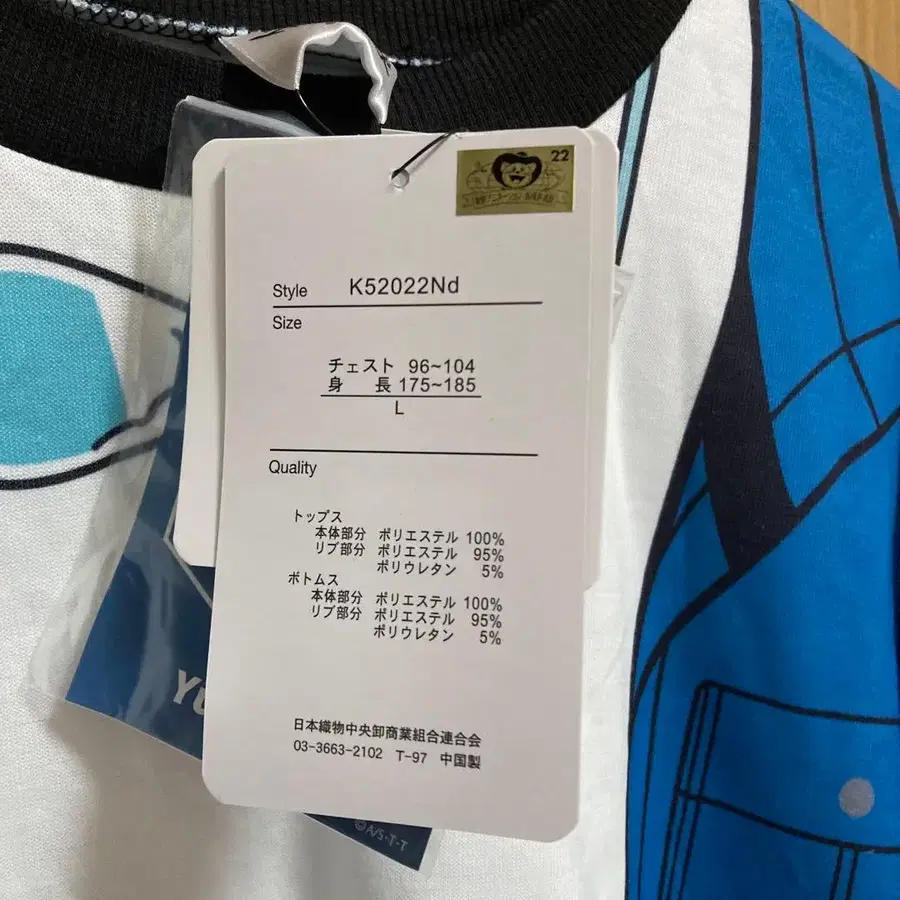 22
Style K52022Nd
Size
チェスト 96~104
身 長 175~185
L
Quality
トップス
本体部分 ポリエステル 100%
リブ部分 ポリエステル 95%
ポリウレタン 5%
ボトムス
本体部分 ポリエステル 100%
リブ部分 ポリエステル 95%
ポリウレタン 5%
日本織物中央卸商業組合連合会
03-3663-2102 T-97 中国製
YU
©A/S・T・T